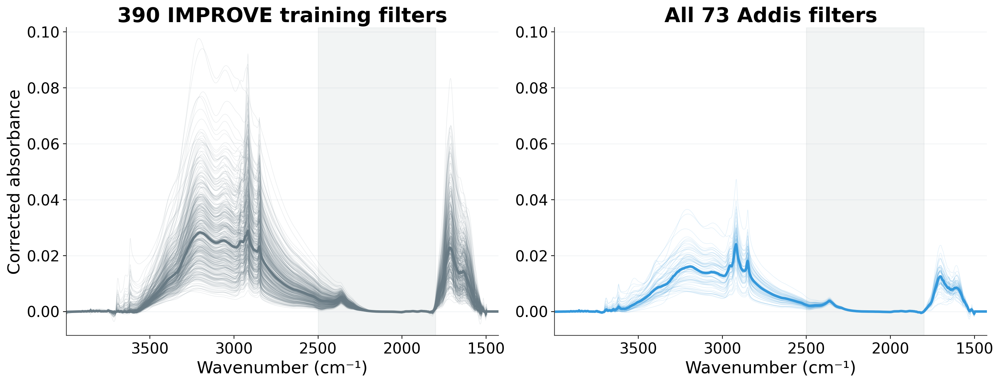 390 IMPROVE training filters
All 73 Addis filters
Corrected absorbance
0.10
0.08
0.06
0.04
0.02
0.00
3500 3000 2500 2000 1500
Wavenumber (cm⁻¹)
0.10
0.08
0.06
0.04
0.02
0.00
3500 3000 2500 2000 1500
Wavenumber (cm⁻¹)